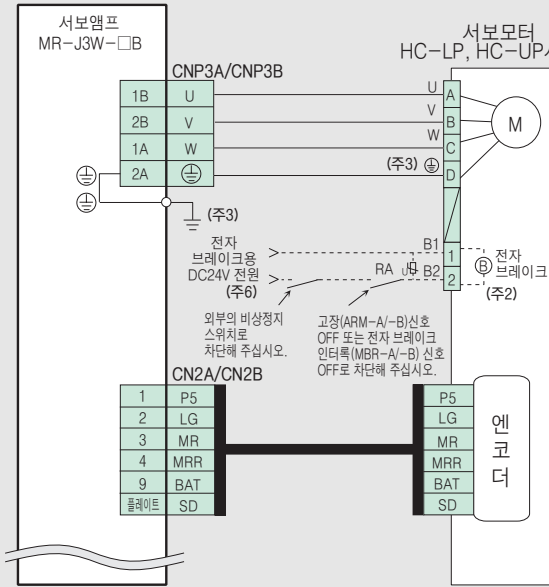 서보앰프
MR-J3W-□B
서보모터
HC-LP, HC-UP
CNP3A/CNP3B
1B U
2B V
1A W
2A
U
V
W
(주3)
A
B
C
D
M
(주3)
전자
브레이크용
DC24V 전원
(주6)
B1
RA U B2
1
2
B
전자
브레이크
(주2)
외부의 비상정지
스위치로
차단해 주십시오.
고장(ARM-A/-B)신호
OFF 또는 전자 브레이크
인터록(MBR-A/-B) 신호
OFF로 차단해 주십시오.
CN2A/CN2B
1 P5
2 LG
3 MR
4 MRR
9 BAT
플레이트 SD
P5
LG
MR
MRR
BAT
SD
엔
코
더